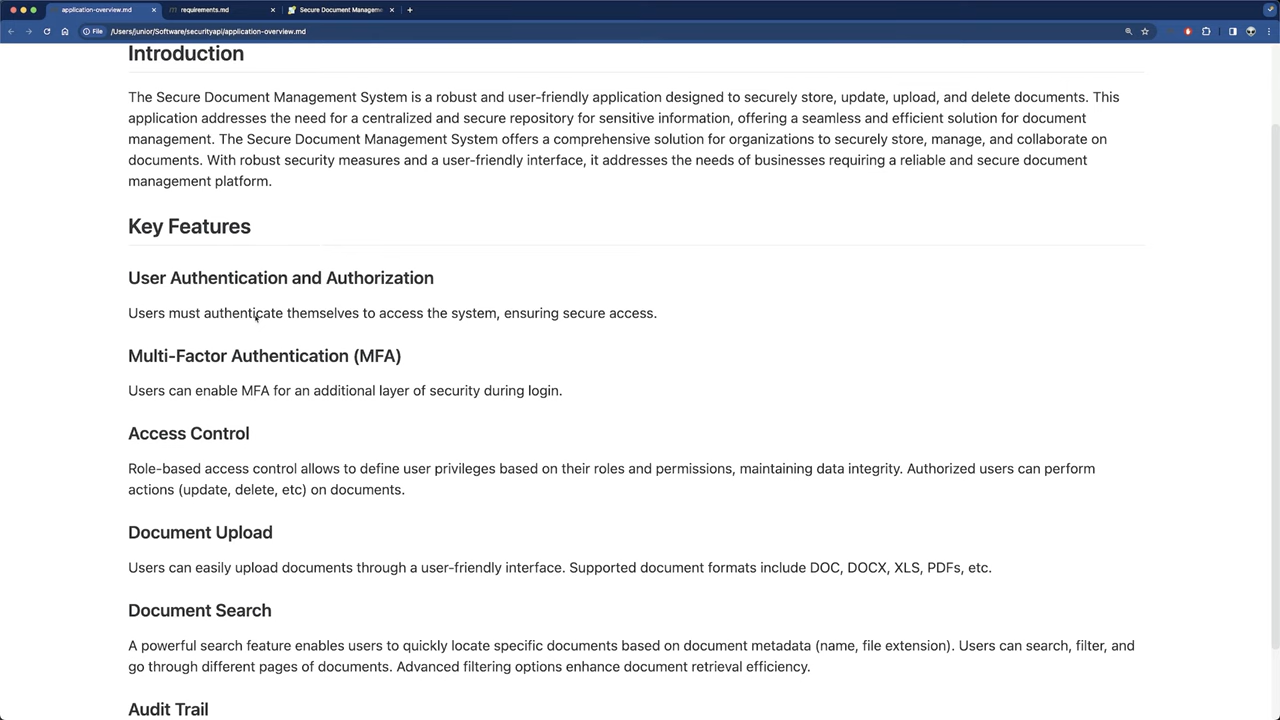 application-overview.md
requirements.md
Secure Document Managem
File
/Users/junior/Software/securityapi/application-overview.md
Introduction
The Secure Document Management System is a robust and user-friendly application designed to securely store, update, upload, and delete documents. This
application addresses the need for a centralized and secure repository for sensitive information, offering a seamless and efficient solution for document
management. The Secure Document Management System offers a comprehensive solution for organizations to securely store, manage, and collaborate on
documents. With robust security measures and a user-friendly interface, it addresses the needs of businesses requiring a reliable and secure document
management platform.
Key Features
User Authentication and Authorization
Users must authenticate themselves to access the system, ensuring secure access.
Multi-Factor Authentication (MFA)
Users can enable MFA for an additional layer of security during login.
Access Control
Role-based access control allows to define user privileges based on their roles and permissions, maintaining data integrity. Authorized users can perform
actions (update, delete, etc) on documents.
Document Upload
Users can easily upload documents through a user-friendly interface. Supported document formats include DOC, DOCX, XLS, PDFs, etc.
Document Search
A powerful search feature enables users to quickly locate specific documents based on document metadata (name, file extension). Users can search, filter, and
go through different pages of documents. Advanced filtering options enhance document retrieval efficiency.
Audit Trail